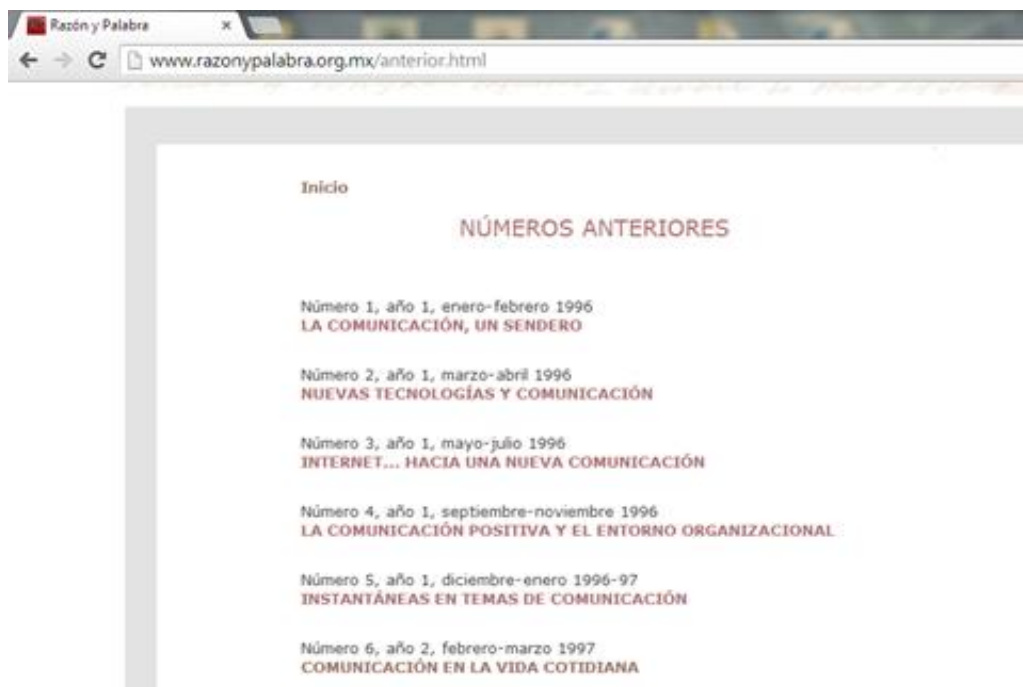 Razón y Palabra
www.razonypalabra.org.mx/anterior.html
Inicio
NÚMEROS ANTERIORES
Número 1, año 1, enero-febrero 1996
LA COMUNICACIÓN, UN SENDERO
Número 2, año 1, marzo-abril 1996
NUEVAS TECNOLOGÍAS Y COMUNICACIÓN
Número 3, año 1, mayo-julio 1996
INTERNET... HACIA UNA NUEVA COMUNICACIÓN
Número 4, año 1, septiembre-noviembre 1996
LA COMUNICACIÓN POSITIVA Y EL ENTORNO ORGANIZACIONAL
Número 5, año 1, diciembre-enero 1996-97
INSTANTÁNEAS EN TEMAS DE COMUNICACIÓN
Número 6, año 2, febrero-marzo 1997
COMUNICACIÓN EN LA VIDA COTIDIANA